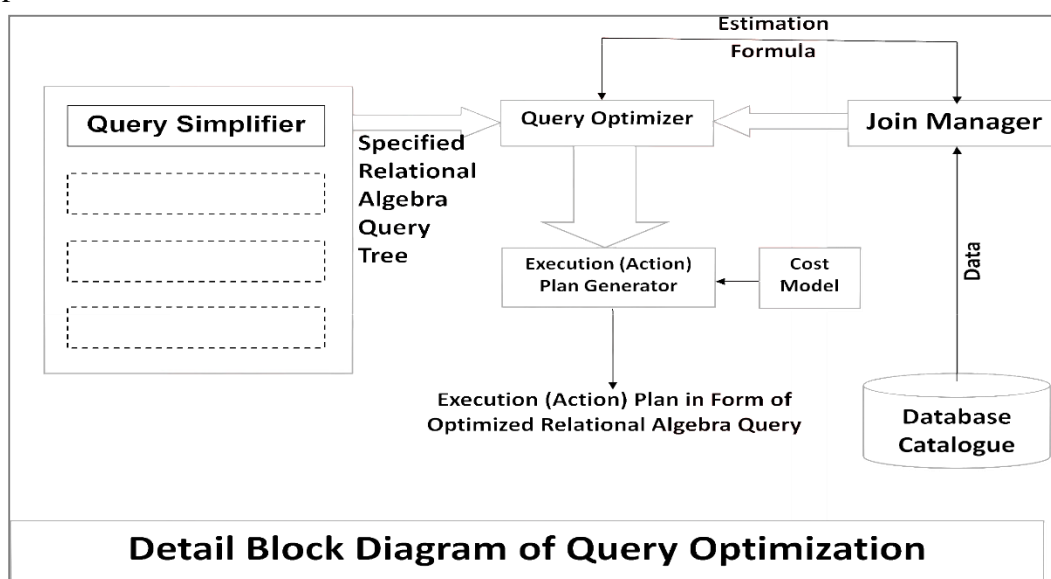 Estimation
Formula
Query Simplifier
Specified
Relational
Algebra
Query
Tree
Query Optimizer
Join Manager
Execution (Action)
Plan Generator
Cost
Model
Data
Execution (Action) Plan in Form of
Optimized Relational Algebra Query
Database
Catalogue
Detail Block Diagram of Query Optimization